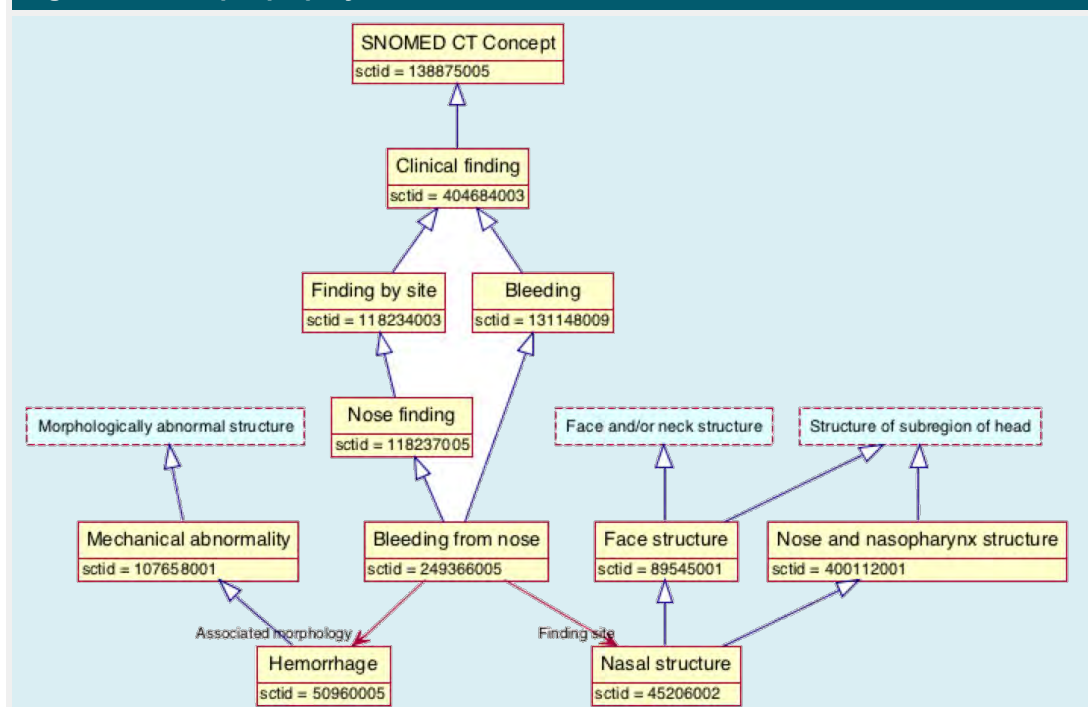 SNOMED CT Concept
sctid = 138875005
Clinical finding
sctid = 404684003
Finding by site
sctid = 118234003
Bleeding
sctid = 131148009
Nose finding
sctid = 118237005
Morphologically abnormal structure
Face and/or neck structure
Structure of subregion of head
Mechanical abnormality
sctid = 107658001
Bleeding from nose
sctid = 249366005
Face structure
sctid = 89545001
Nose and nasopharynx structure
sctid = 400112001
Associated morphology
Finding site
Hemorrhage
sctid = 50960005
Nasal structure
sctid = 45206002